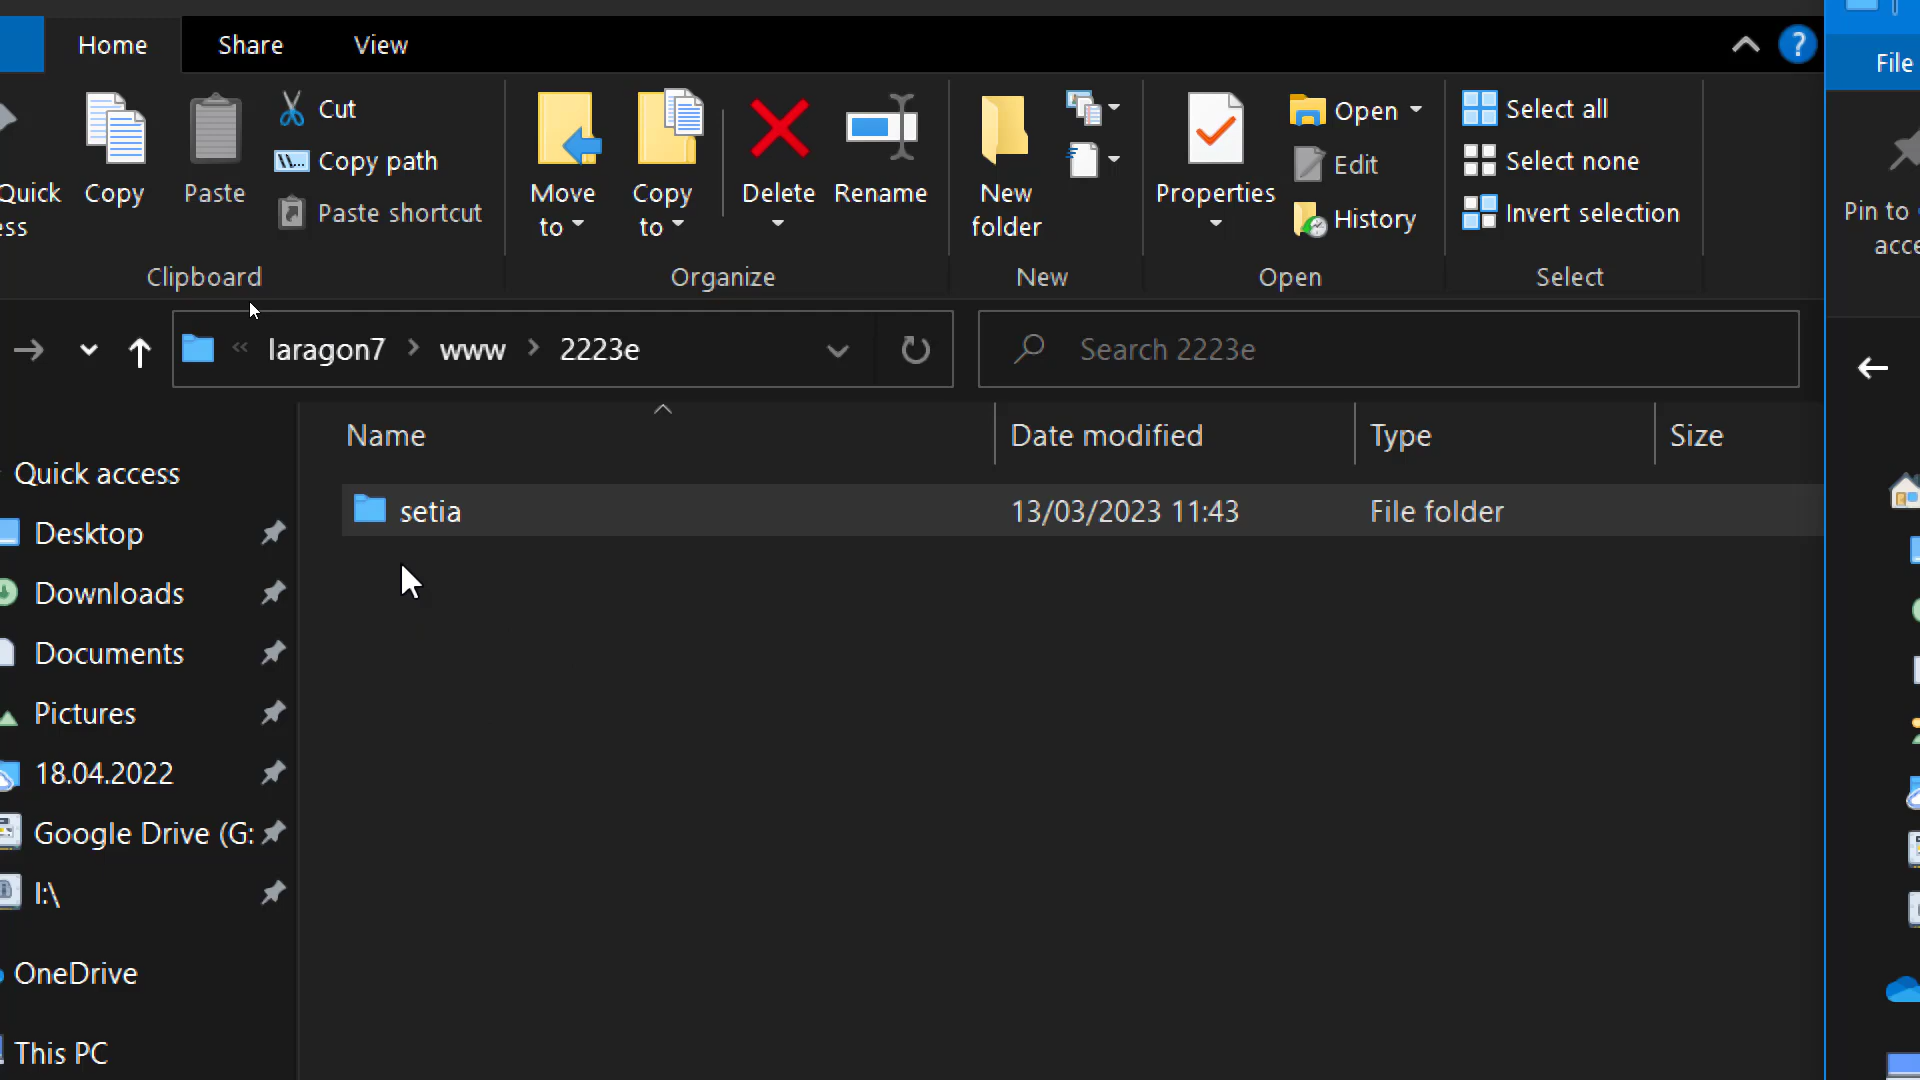 Home Share View
File
Quick
ess
Copy
Paste
Cut
Copy path
Paste shortcut
Move
to
Copy
to
Delete
Rename
New
folder
Properties
Open
Edit
History
Select all
Select none
Invert selection
Pin to
acce
Clipboard Organize New Open Select
« laragon7 > www > 2223e
Search 2223e
Name Date modified Type Size
setia 13/03/2023 11:43 File folder
Quick access
Desktop
Downloads
Documents
Pictures
18.04.2022
Google Drive (G:
I:\
OneDrive
This PC